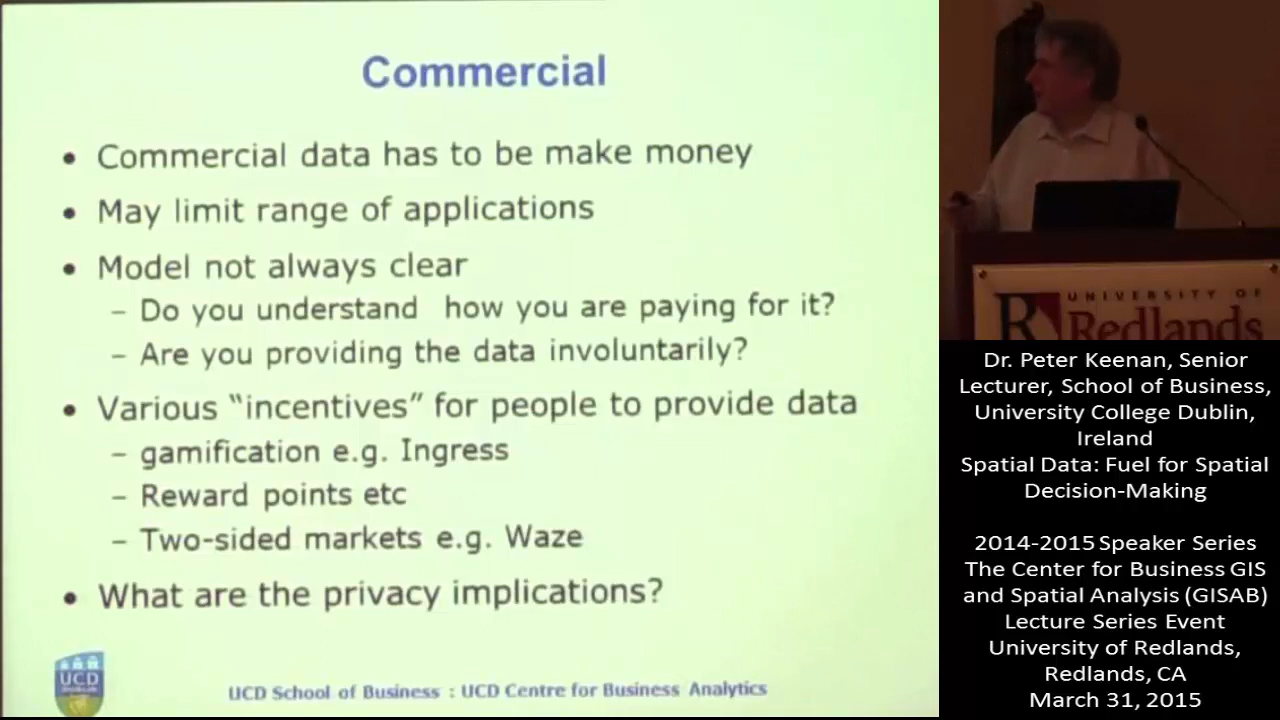 Commercial
• Commercial data has to be make money
• May limit range of applications
• Model not always clear
– Do you understand how you are paying for it?
– Are you providing the data involuntarily?
• Various “incentives” for people to provide data
– gamification e.g. Ingress
– Reward points etc
– Two-sided markets e.g. Waze
• What are the privacy implications?
UCD
DUBLIN
UCD School of Business : UCD Centre for Business Analytics
UNIVERSITY OF
Redlands
Dr. Peter Keenan, Senior
Lecturer, School of Business,
University College Dublin,
Ireland
Spatial Data: Fuel for Spatial
Decision-Making
2014-2015 Speaker Series
The Center for Business GIS
and Spatial Analysis (GISAB)
Lecture Series Event
University of Redlands,
Redlands, CA
March 31, 2015